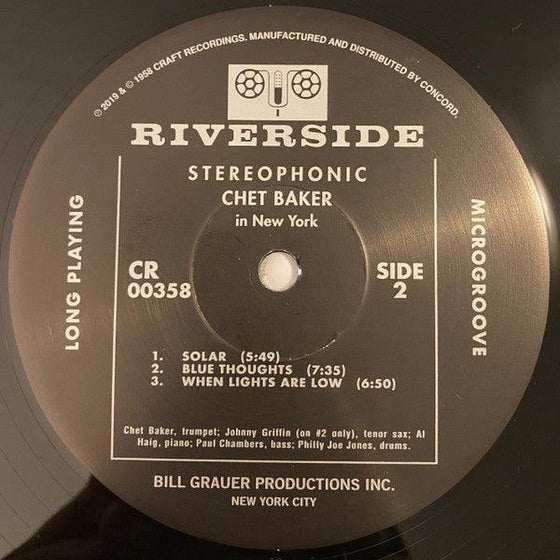 ℗ 2019 & © 1958 CRAFT RECORDINGS. MANUFACTURED AND DISTRIBUTED BY CONCORD.
RIVERSIDE
STEREOPHONIC
CHET BAKER
in New York
LONG PLAYING
MICROGROOVE
CR
00358
SIDE
2
1. SOLAR (5:49)
2. BLUE THOUGHTS (7:35)
3. WHEN LIGHTS ARE LOW (6:50)
Chet Baker, trumpet; Johnny Griffin (on #2 only), tenor sax; Al
Haig, piano; Paul Chambers, bass; Philly Joe Jones, drums.
BILL GRAUER PRODUCTIONS INC.
NEW YORK CITY